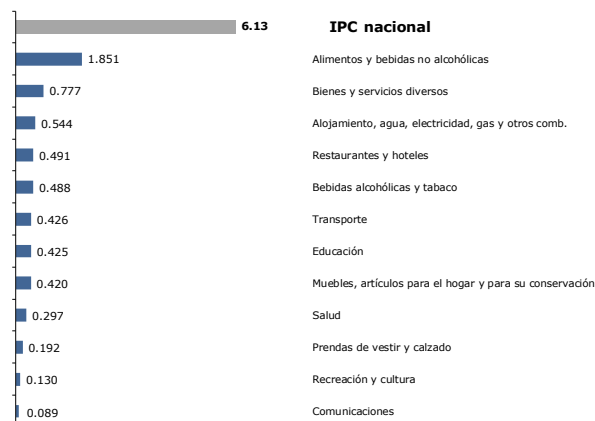 6.13 IPC nacional
1.851 Alimentos y bebidas no alcohólicas
0.777 Bienes y servicios diversos
0.544 Alojamiento, agua, electricidad, gas y otros comb.
0.491 Restaurantes y hoteles
0.488 Bebidas alcohólicas y tabaco
0.426 Transporte
0.425 Educación
0.420 Muebles, artículos para el hogar y para su conservación
0.297 Salud
0.192 Prendas de vestir y calzado
0.130 Recreación y cultura
0.089 Comunicaciones